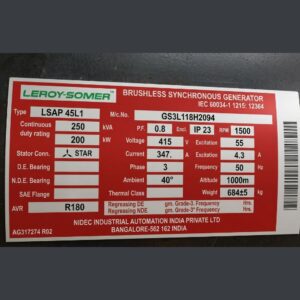 LEROY-SOMER
BRUSHLESS SYNCHRONOUS GENERATOR
IEC 60034-1 1215: 12364
Type LSAP 45L1 M/c.No. GS3L118H2094
Continuous duty rating 250 kVA P.F. 0.8 Encl. IP 23 RPM 1500
200 kW Voltage 415 V Excitation 55 V
Stator Conn. STAR Current 347. A Excitation 4.3 A
D.E. Bearing Phase 3 Frequency 50 Hz
N.D.E. Bearing Ambient 40° Altitude 1000m
SAE Flange Thermal Class Weight 684±5 kg
AVR R180 Regreasing DE gm. Grade-3. Frequency Hrs.
Regreasing NDE gm. Grade-3° Frequency Hrs.
NIDEC INDUSTRIAL AUTOMATION INDIA PRIVATE LTD
BANGALORE-562 162 INDIA
AG317274 R02